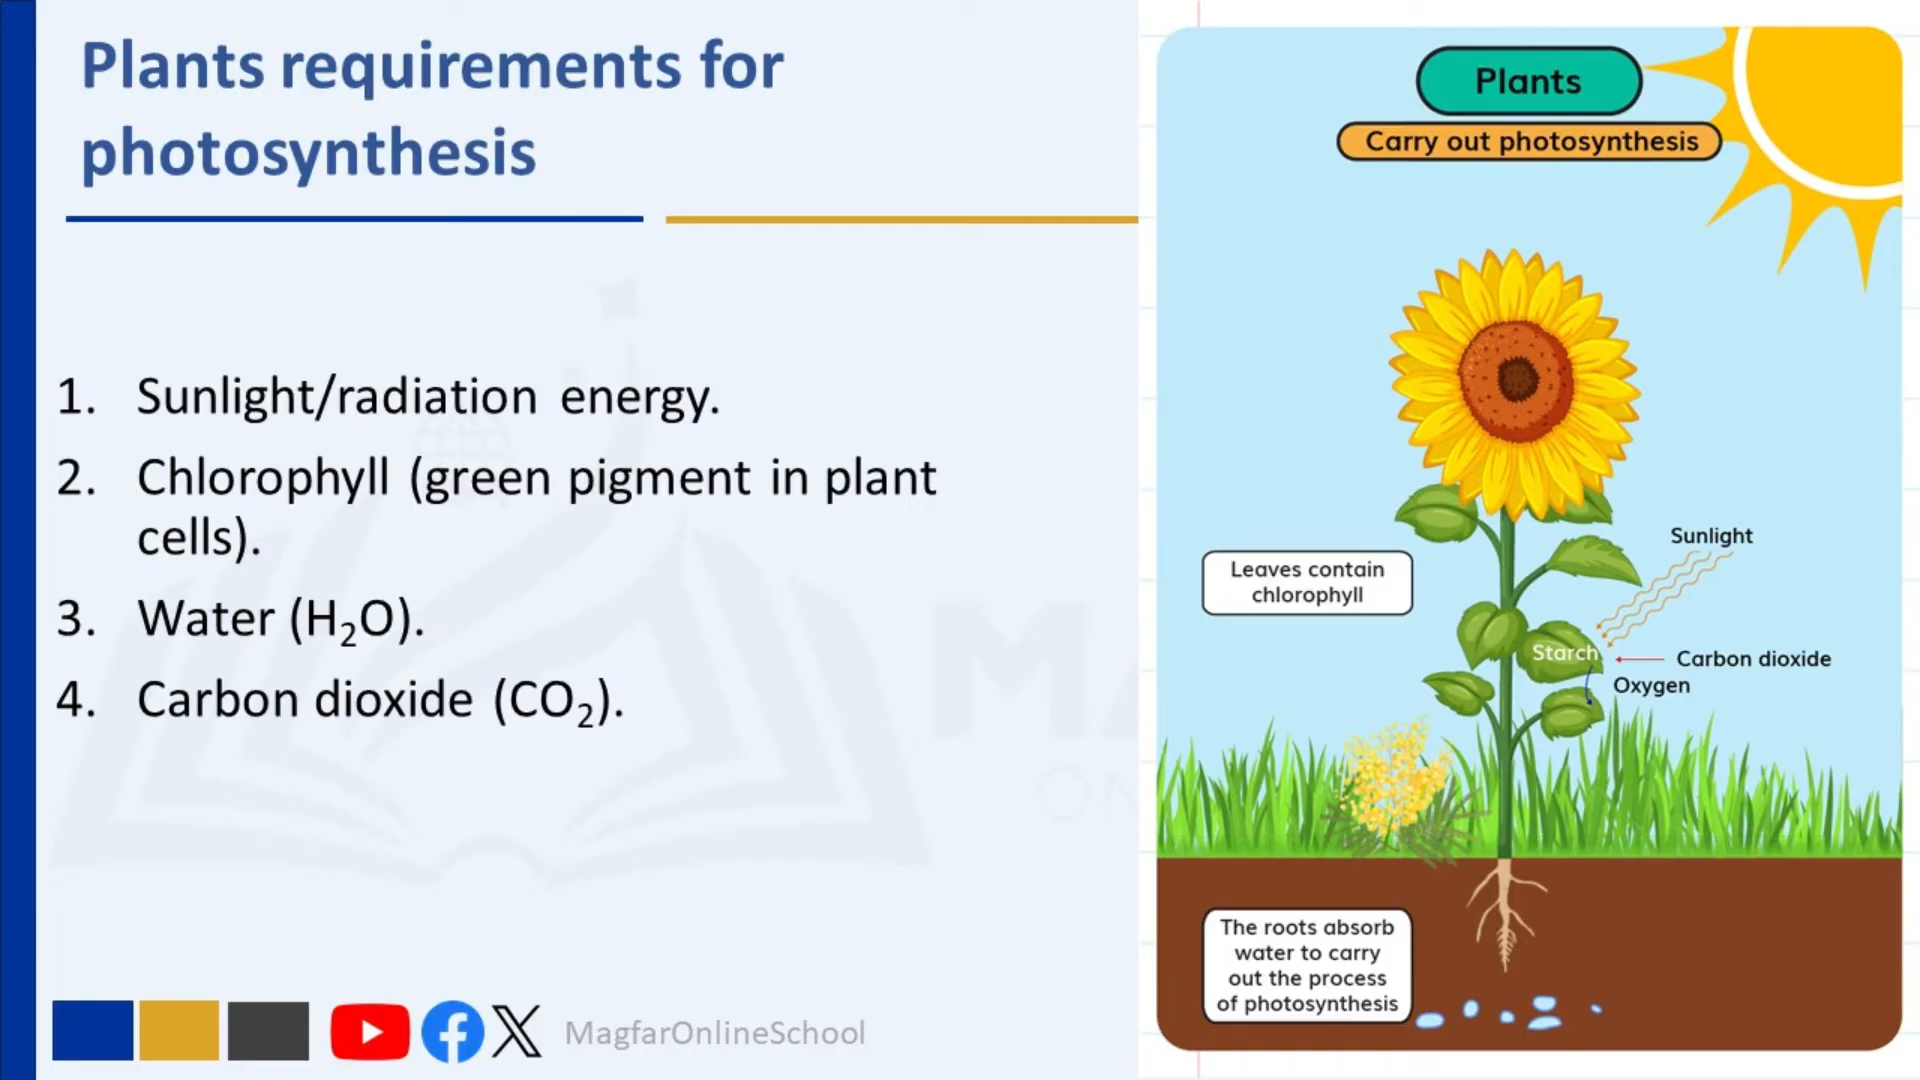 Plants requirements for
photosynthesis
1. Sunlight/radiation energy.
2. Chlorophyll (green pigment in plant
cells).
3. Water (H₂O).
4. Carbon dioxide (CO₂).
MagfarOnlineSchool
Plants
Carry out photosynthesis
Sunlight
Leaves contain
chlorophyll
Starch
Carbon dioxide
Oxygen
The roots absorb
water to carry
out the process
of photosynthesis